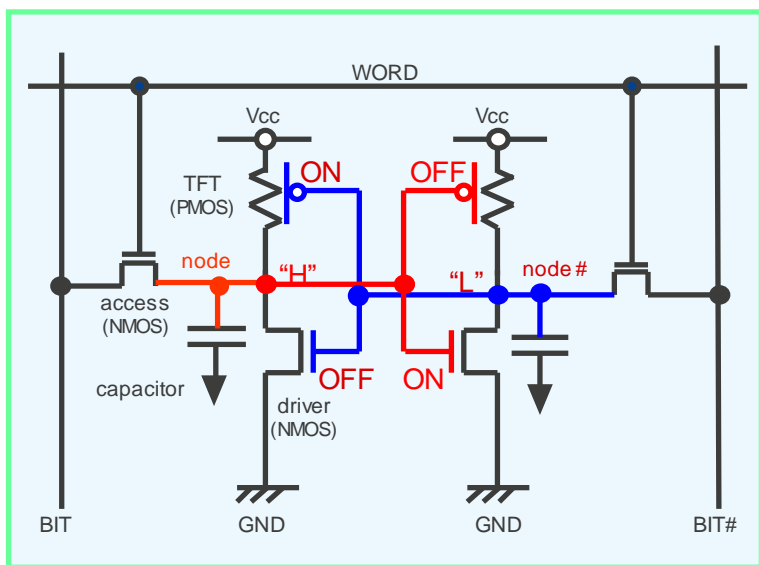 WORD
Vcc
Vcc
TFT
(PMOS)
ON
OFF
node
“H”
“L”
node #
access
(NMOS)
capacitor
OFF
ON
driver
(NMOS)
BIT
GND
GND
BIT#